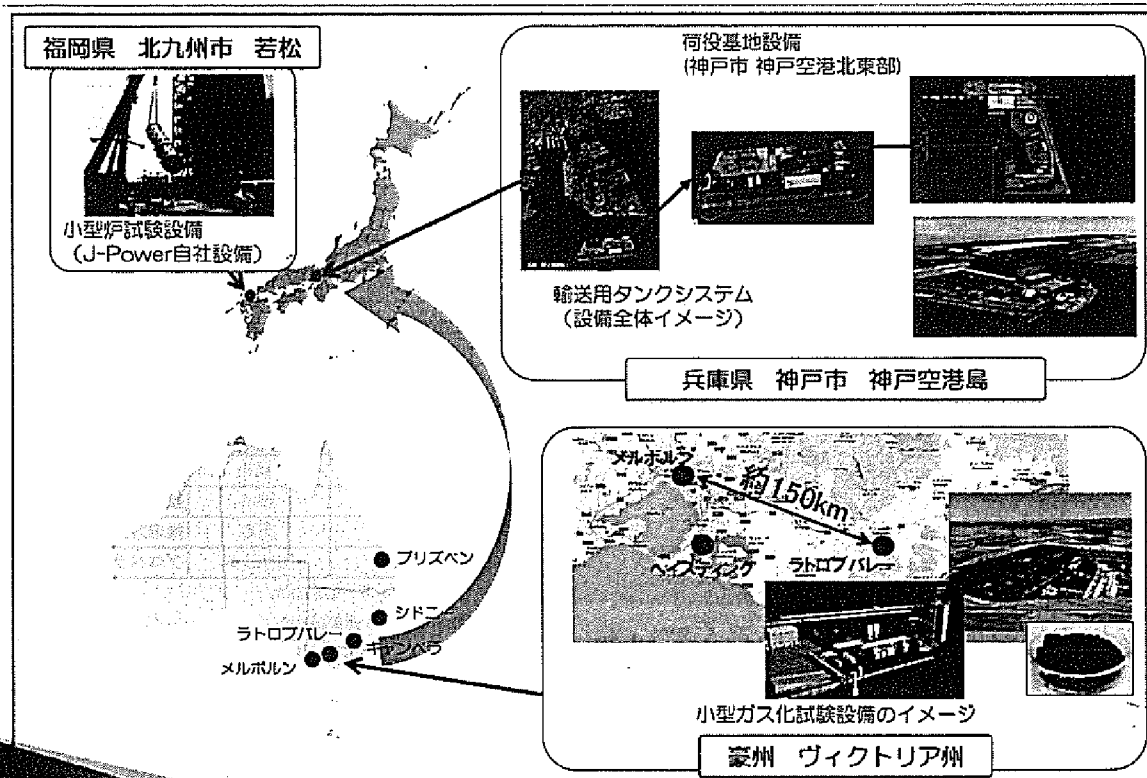 福岡県 北九州市 若松
小型炉試験設備
(J-Power自社設備)
荷役基地設備
(神戸市 神戸空港北東部)
輸送用タンクシステム
(設備全体イメージ)
兵庫県 神戸市 神戸空港島
ブリズベン
シドニー
ラトロブバレー
キャンベラ
メルボルン
メルボルン
約150km
ヘイスティング
ラトロブバレー
小型ガス化試験設備のイメージ
豪州 ヴィクトリア州